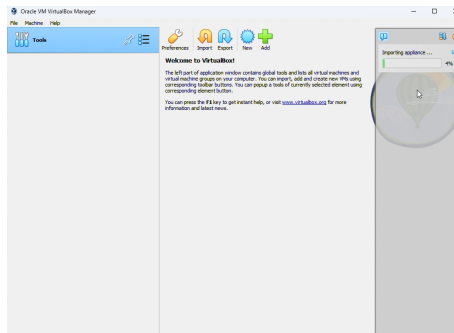 Oracle VM VirtualBox Manager
File Machine Help
Tools
Preferences Import Export New Add
Welcome to VirtualBox!
The left part of application window contains global tools and lists all virtual machines and
virtual machine groups on your computer. You can import, add and create new VMs using
corresponding toolbar buttons. You can popup a tools of currently selected element using
corresponding element button.
You can press the F1 key to get instant help, or visit www.virtualbox.org for more
information and latest news.
Importing appliance ...
4%